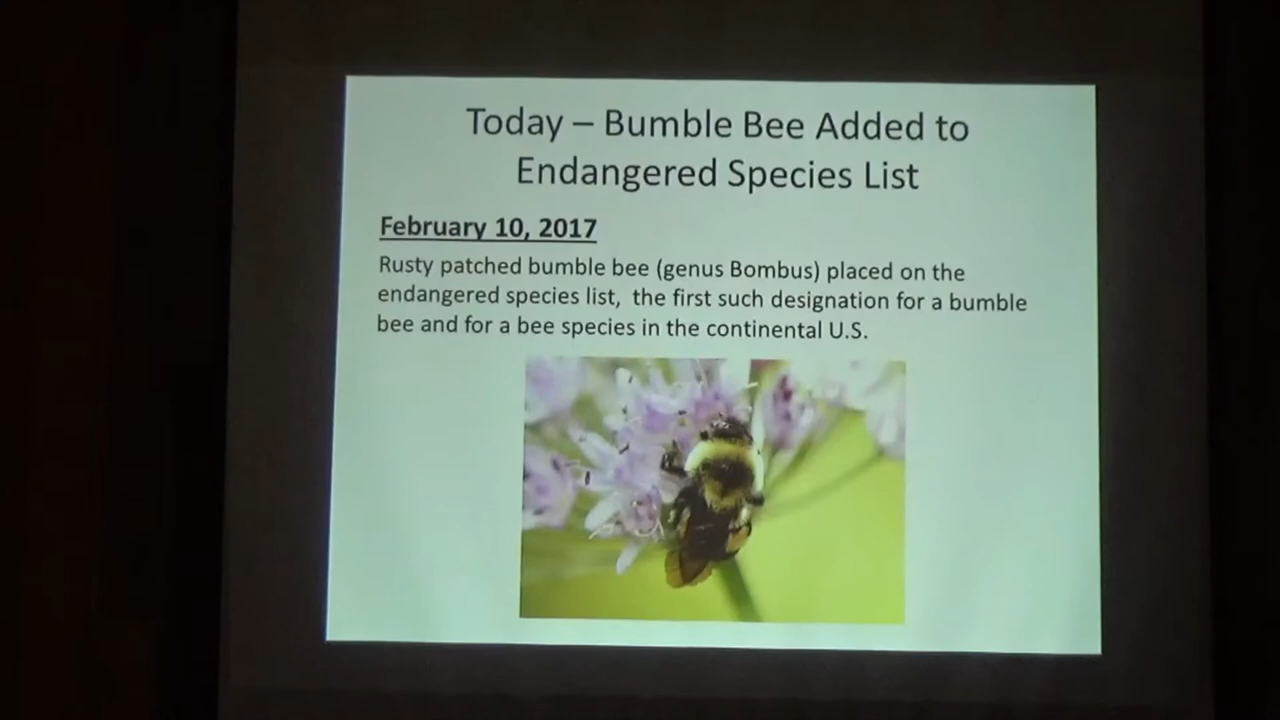 Today – Bumble Bee Added to
Endangered Species List
February 10, 2017
Rusty patched bumble bee (genus Bombus) placed on the
endangered species list, the first such designation for a bumble
bee and for a bee species in the continental U.S.